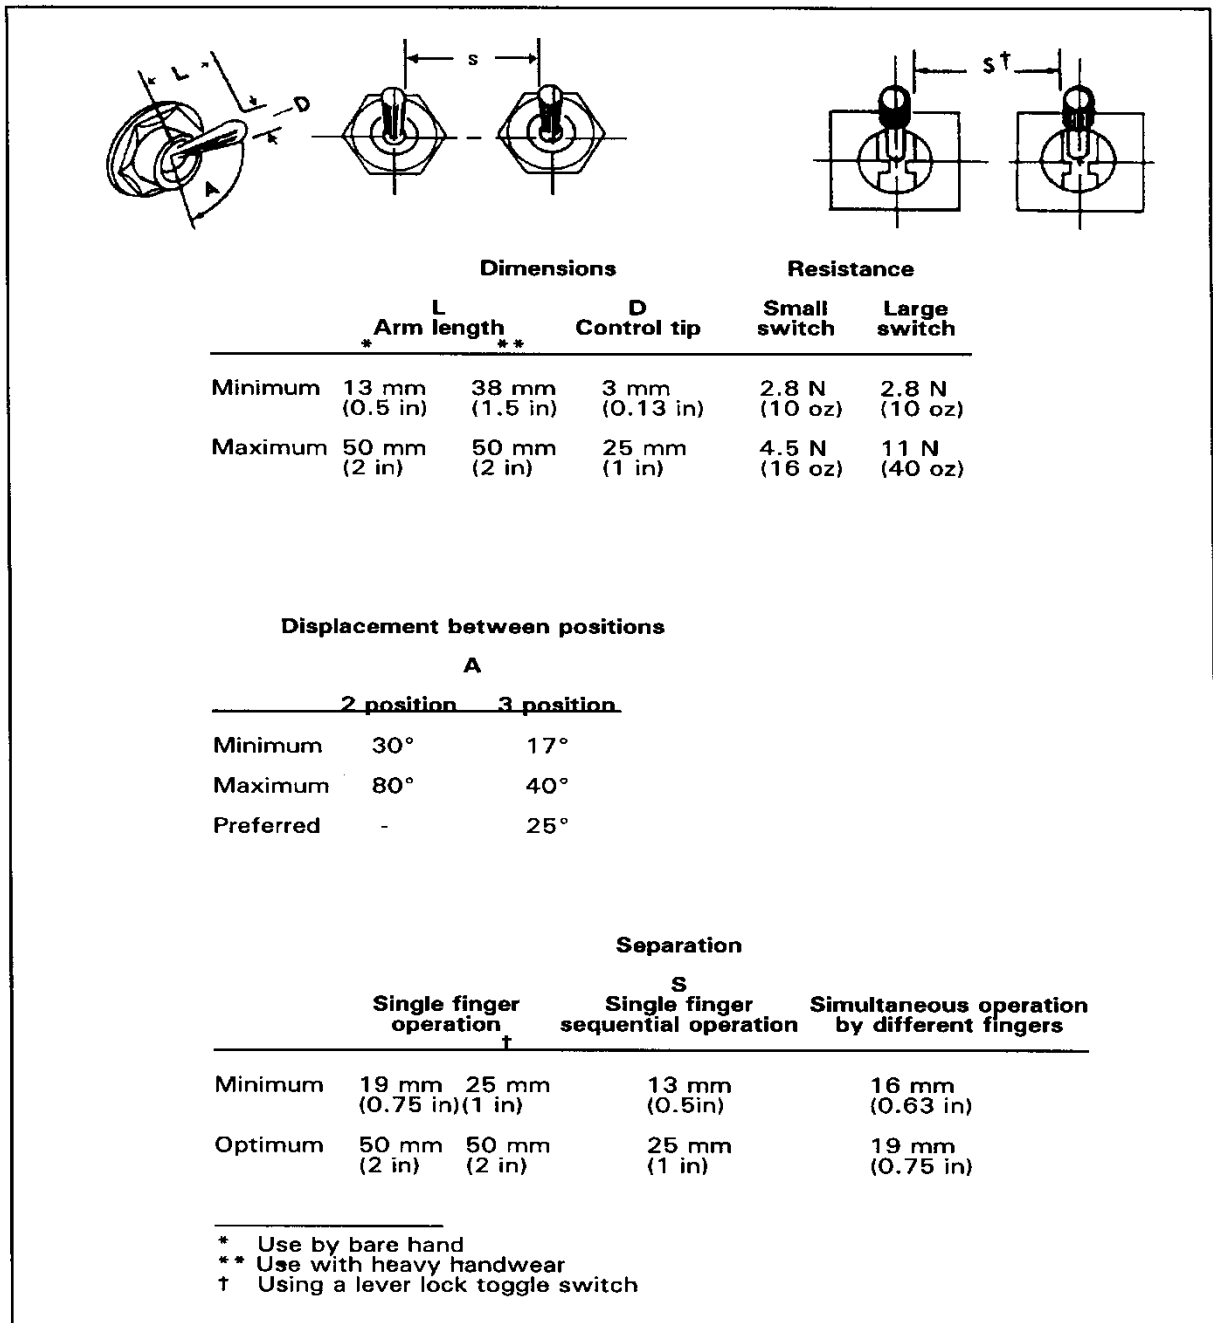 L
D
A
s
S†
Dimensions Resistance
L D Small Large
Arm length Control tip switch switch
* **
Minimum 13 mm 38 mm 3 mm 2.8 N 2.8 N
(0.5 in) (1.5 in) (0.13 in) (10 oz) (10 oz)
Maximum 50 mm 50 mm 25 mm 4.5 N 11 N
(2 in) (2 in) (1 in) (16 oz) (40 oz)
Displacement between positions
A
2 position 3 position
Minimum 30° 17°
Maximum 80° 40°
Preferred - 25°
Separation
S
Single finger Single finger Simultaneous operation
operation sequential operation by different fingers
†
Minimum 19 mm 25 mm 13 mm 16 mm
(0.75 in)(1 in) (0.5in) (0.63 in)
Optimum 50 mm 50 mm 25 mm 19 mm
(2 in) (2 in) (1 in) (0.75 in)
* Use by bare hand
** Use with heavy handwear
† Using a lever lock toggle switch